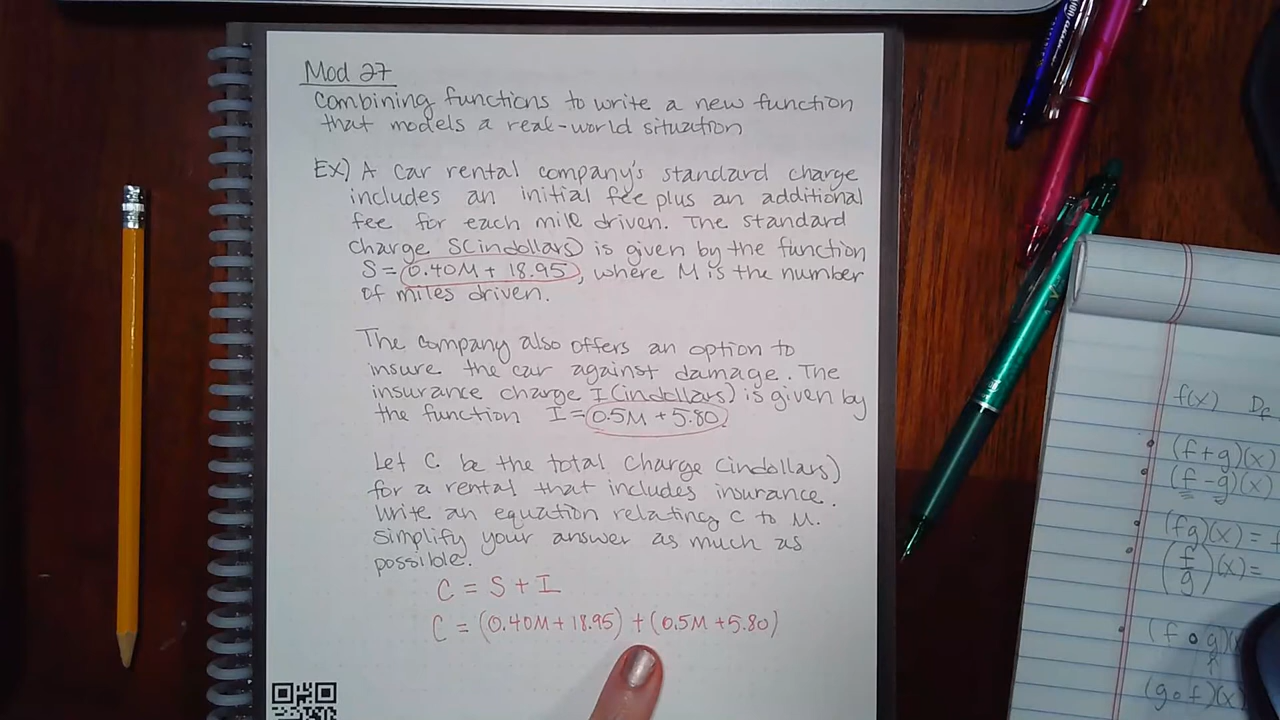 Mod 27
Combining functions to write a new function
that models a real-world situation
Ex) A car rental company's standard charge
includes an initial fee plus an additional
fee for each mile driven. The standard
charge S(in dollars) is given by the function
S = 0.40M + 18.95, where M is the number
of miles driven.
The company also offers an option to
insure the car against damage. The
insurance charge I (in dollars) is given by
the function I = 0.5M + 5.80.
Let C be the total charge (in dollars)
for a rental that includes insurance.
Write an equation relating C to M.
simplify your answer as much as
possible.
C = S + I
C = (0.40M + 18.95) + (0.5M + 5.80)
f(x) Df
(f+g)(x)
(f-g)(x)
(fg)(x) =
(f/g)(x) =
(f∘g)(x
(g∘f)(x)